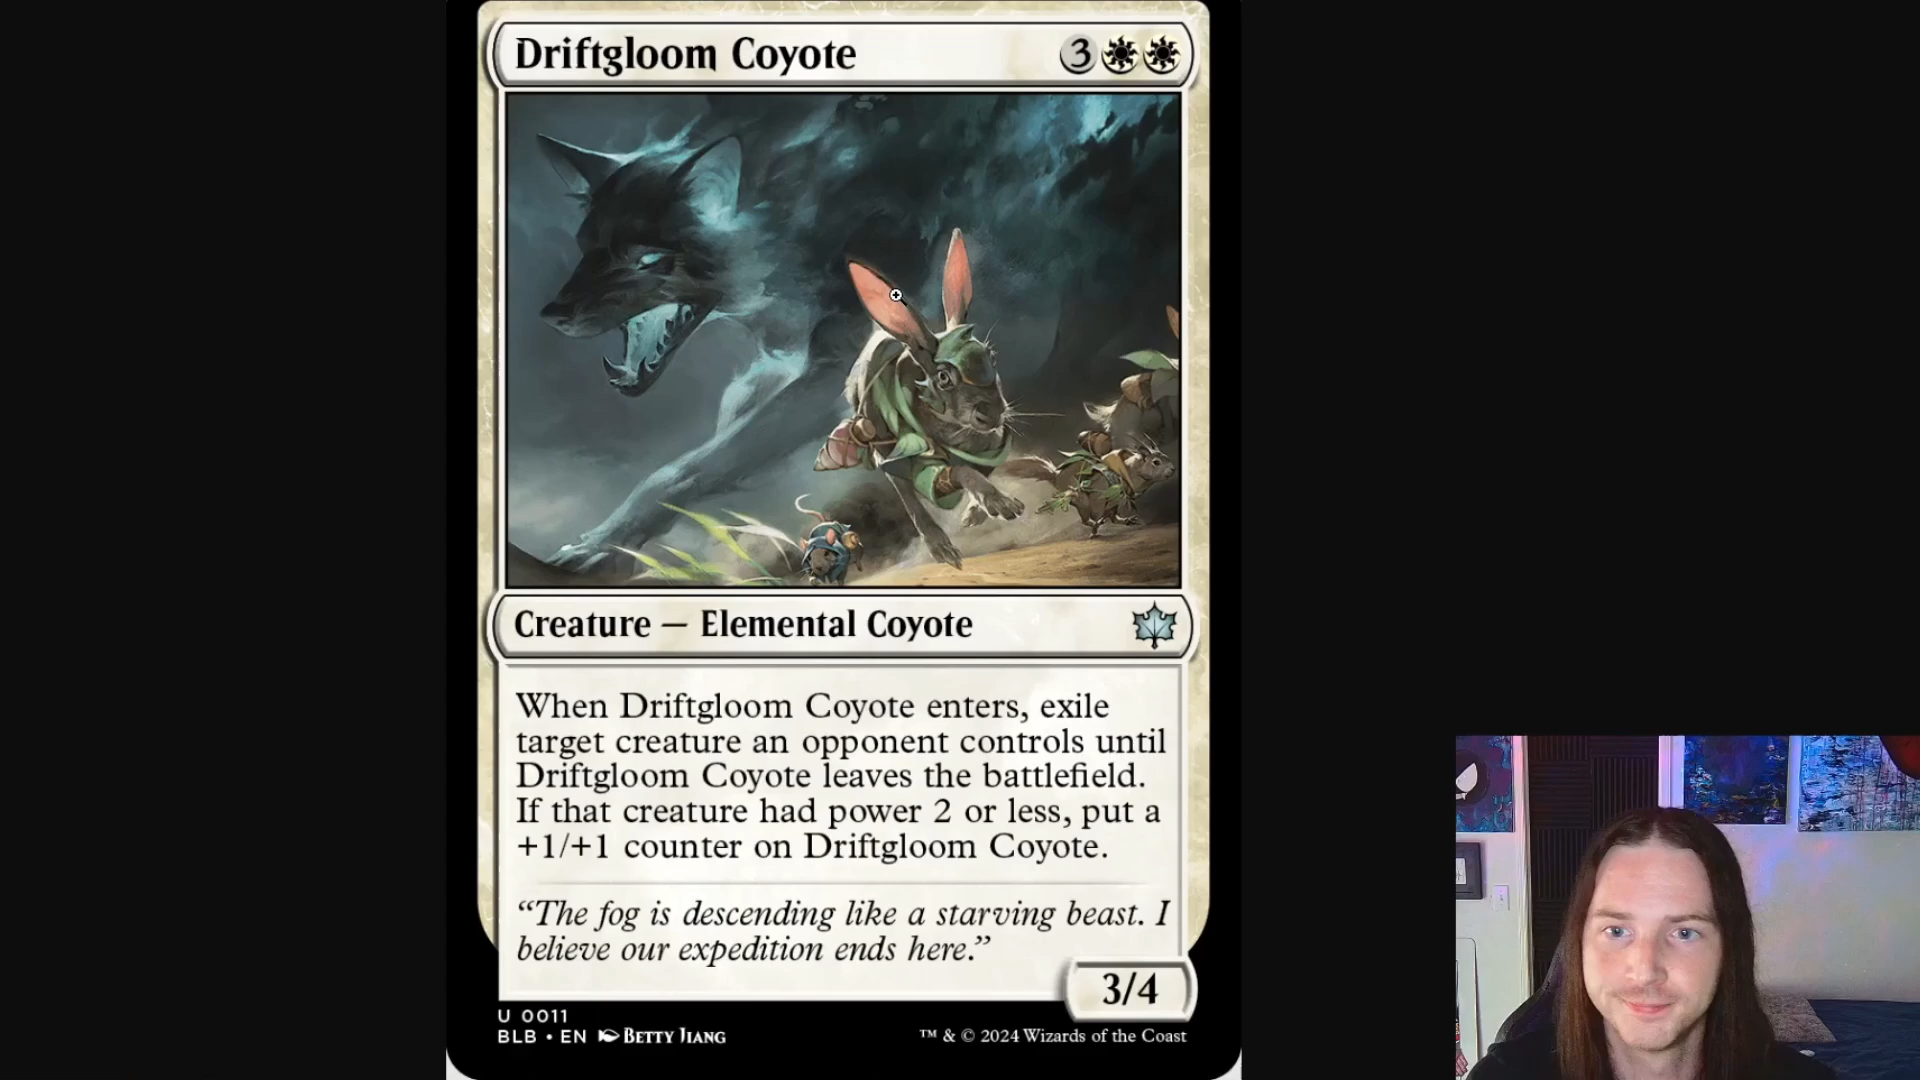 Driftgloom Coyote 3
Creature — Elemental Coyote
When Driftgloom Coyote enters, exile
target creature an opponent controls until
Driftgloom Coyote leaves the battlefield.
If that creature had power 2 or less, put a
+1/+1 counter on Driftgloom Coyote.
“The fog is descending like a starving beast. I
believe our expedition ends here.”
3/4
U 0011
BLB • EN BETTY JIANG
™ & © 2024 Wizards of the Coast